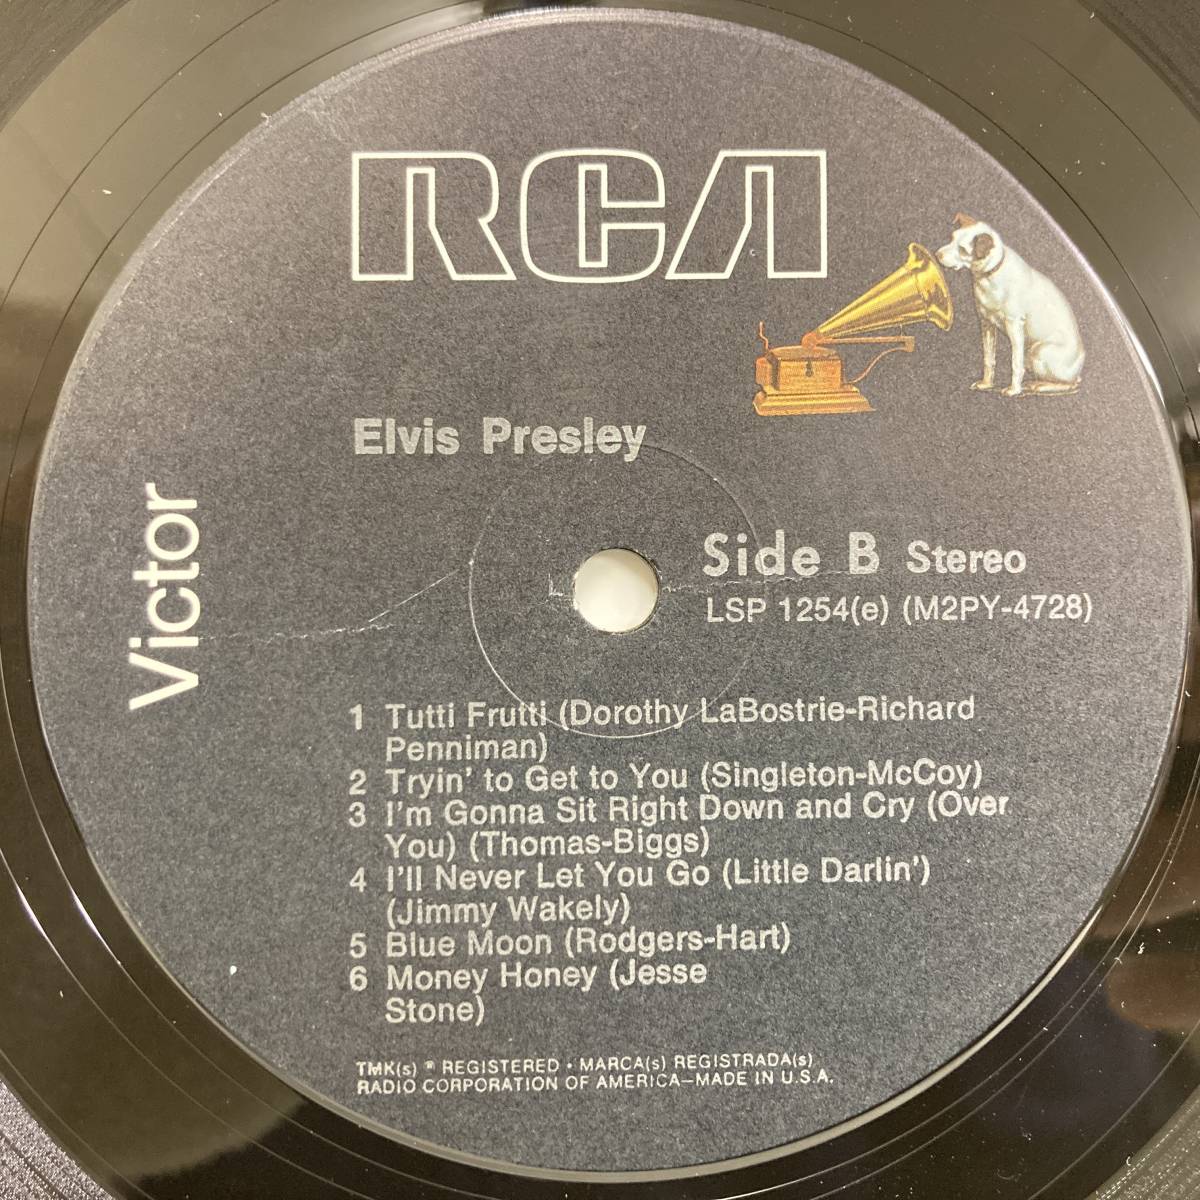 RCA
Victor
Elvis Presley
Side B Stereo
LSP 1254(e) (M2PY-4728)
1 Tutti Frutti (Dorothy LaBostrie-Richard
Penniman)
2 Tryin' to Get to You (Singleton-McCoy)
3 I'm Gonna Sit Right Down and Cry (Over
You) (Thomas-Biggs)
4 I'll Never Let You Go (Little Darlin')
(Jimmy Wakely)
5 Blue Moon (Rodgers-Hart)
6 Money Honey (Jesse
Stone)
TMK(s) ® REGISTERED • MARCA(s) REGISTRADA(s)
RADIO CORPORATION OF AMERICA—MADE IN U.S.A.